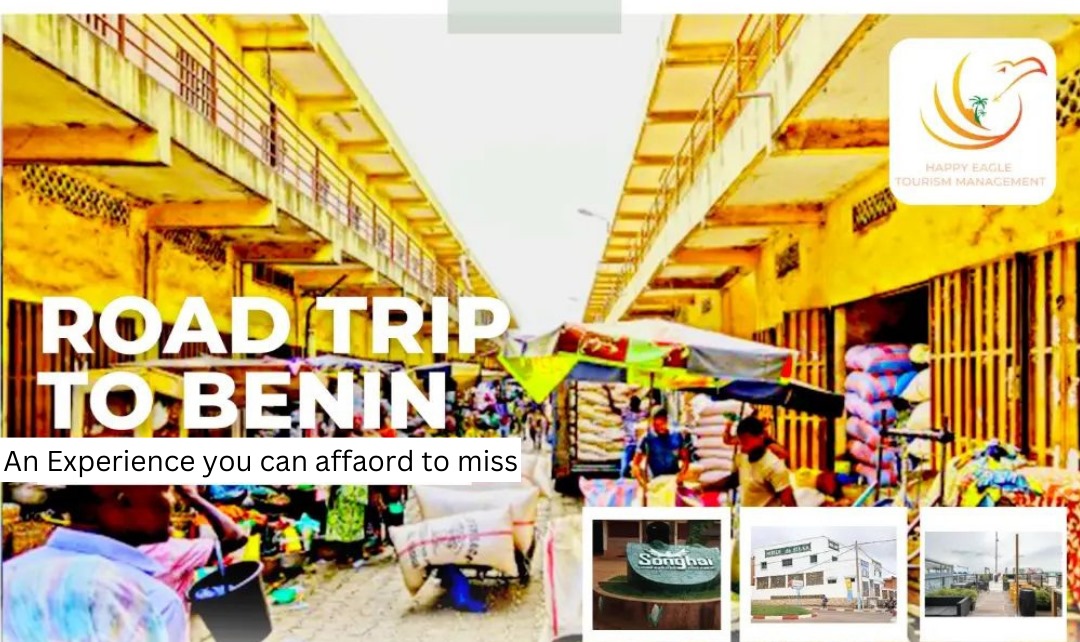 HAPPY EAGLE
TOURISM MANAGEMENT
ROAD TRIP
TO BENIN
An Experience you can affaord to miss
Songhai